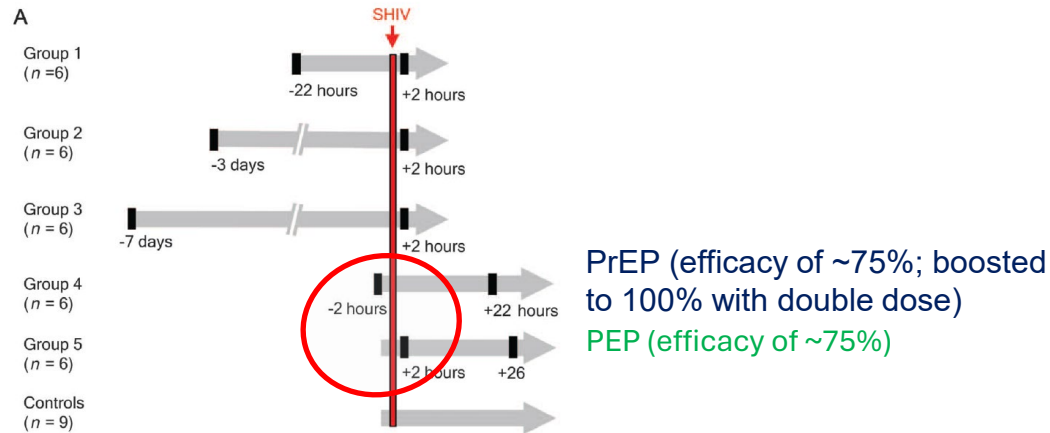 A
SHIV
Group 1
(n =6)
-22 hours
+2 hours
Group 2
(n = 6)
-3 days
+2 hours
Group 3
(n = 6)
-7 days
+2 hours
Group 4
(n = 6)
-2 hours
+22 hours
Group 5
(n = 6)
+2 hours
+26
Controls
(n = 9)
PrEP (efficacy of ~75%; boosted
to 100% with double dose)
PEP (efficacy of ~75%)